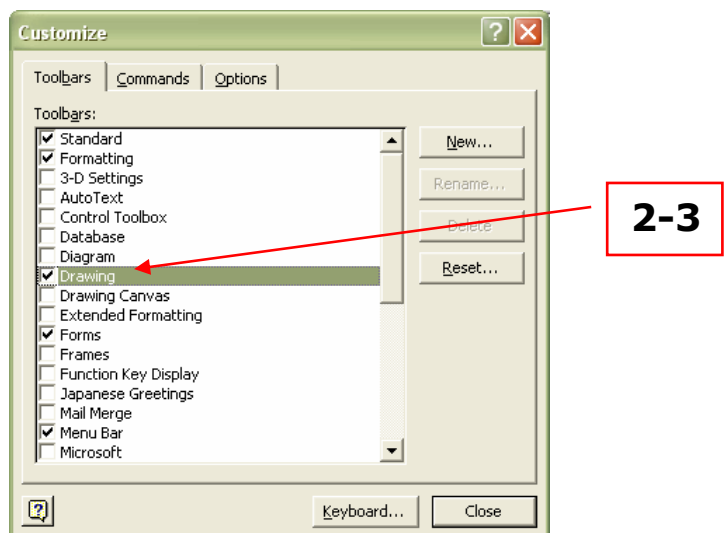 Customize
Toolbars Commands Options
Toolbars:
Standard
Formatting
3-D Settings
AutoText
Control Toolbox
Database
Diagram
Drawing
Drawing Canvas
Extended Formatting
Forms
Frames
Function Key Display
Japanese Greetings
Mail Merge
Menu Bar
Microsoft
New...
Rename...
Delete
Reset...
2-3
Keyboard...
Close